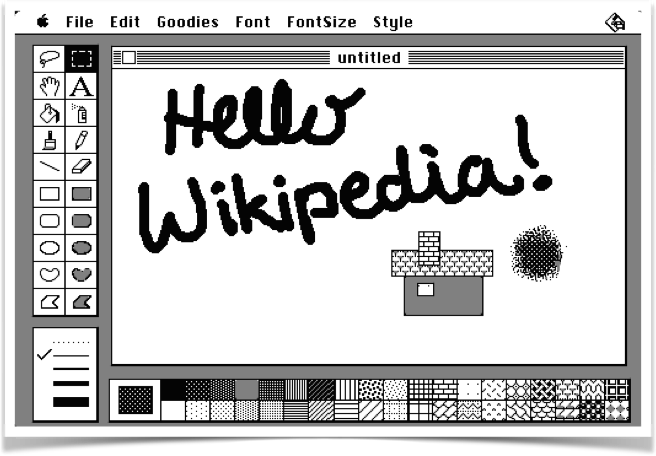 File Edit Goodies Font FontSize Style
untitled
A
Hello
Wikipedia!